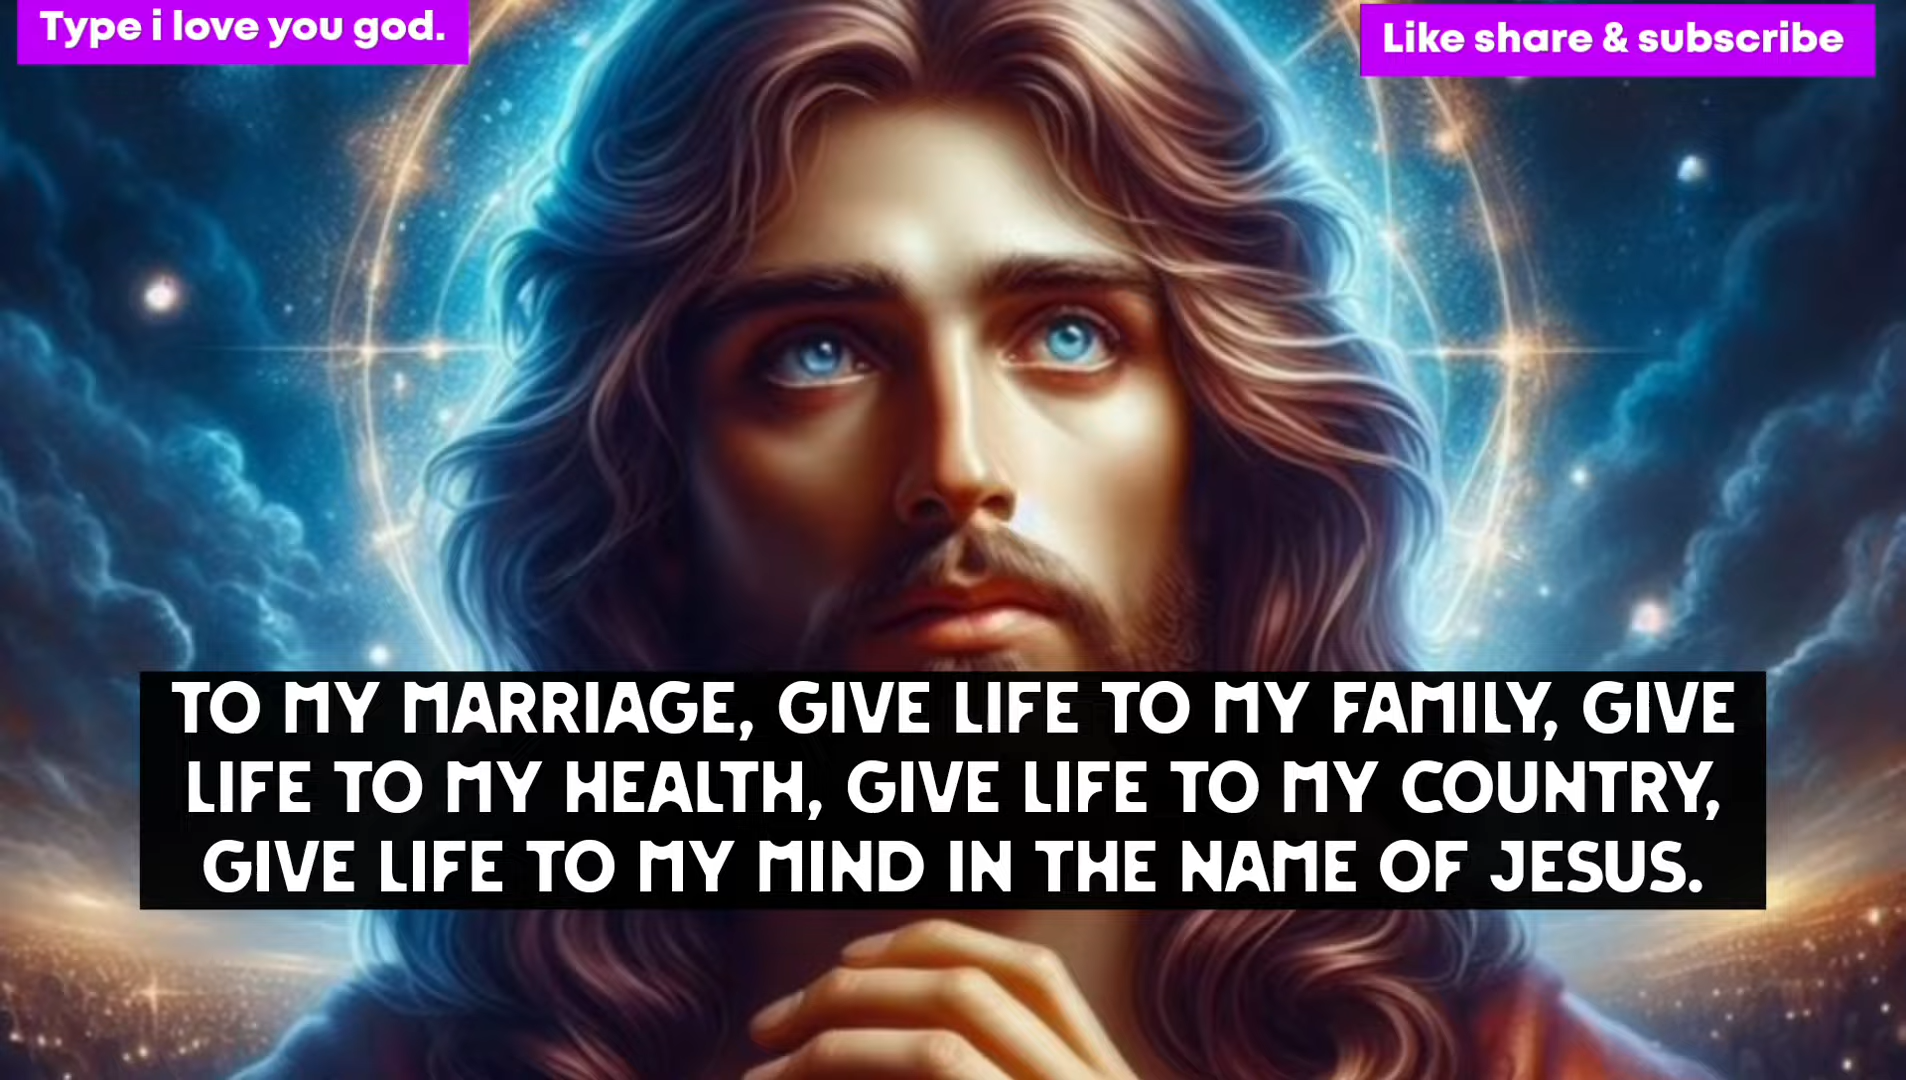 Type i love you god.
Like share & subscribe
TO MY MARRIAGE, GIVE LIFE TO MY FAMILY, GIVE
LIFE TO MY HEALTH, GIVE LIFE TO MY COUNTRY,
GIVE LIFE TO MY MIND IN THE NAME OF JESUS.